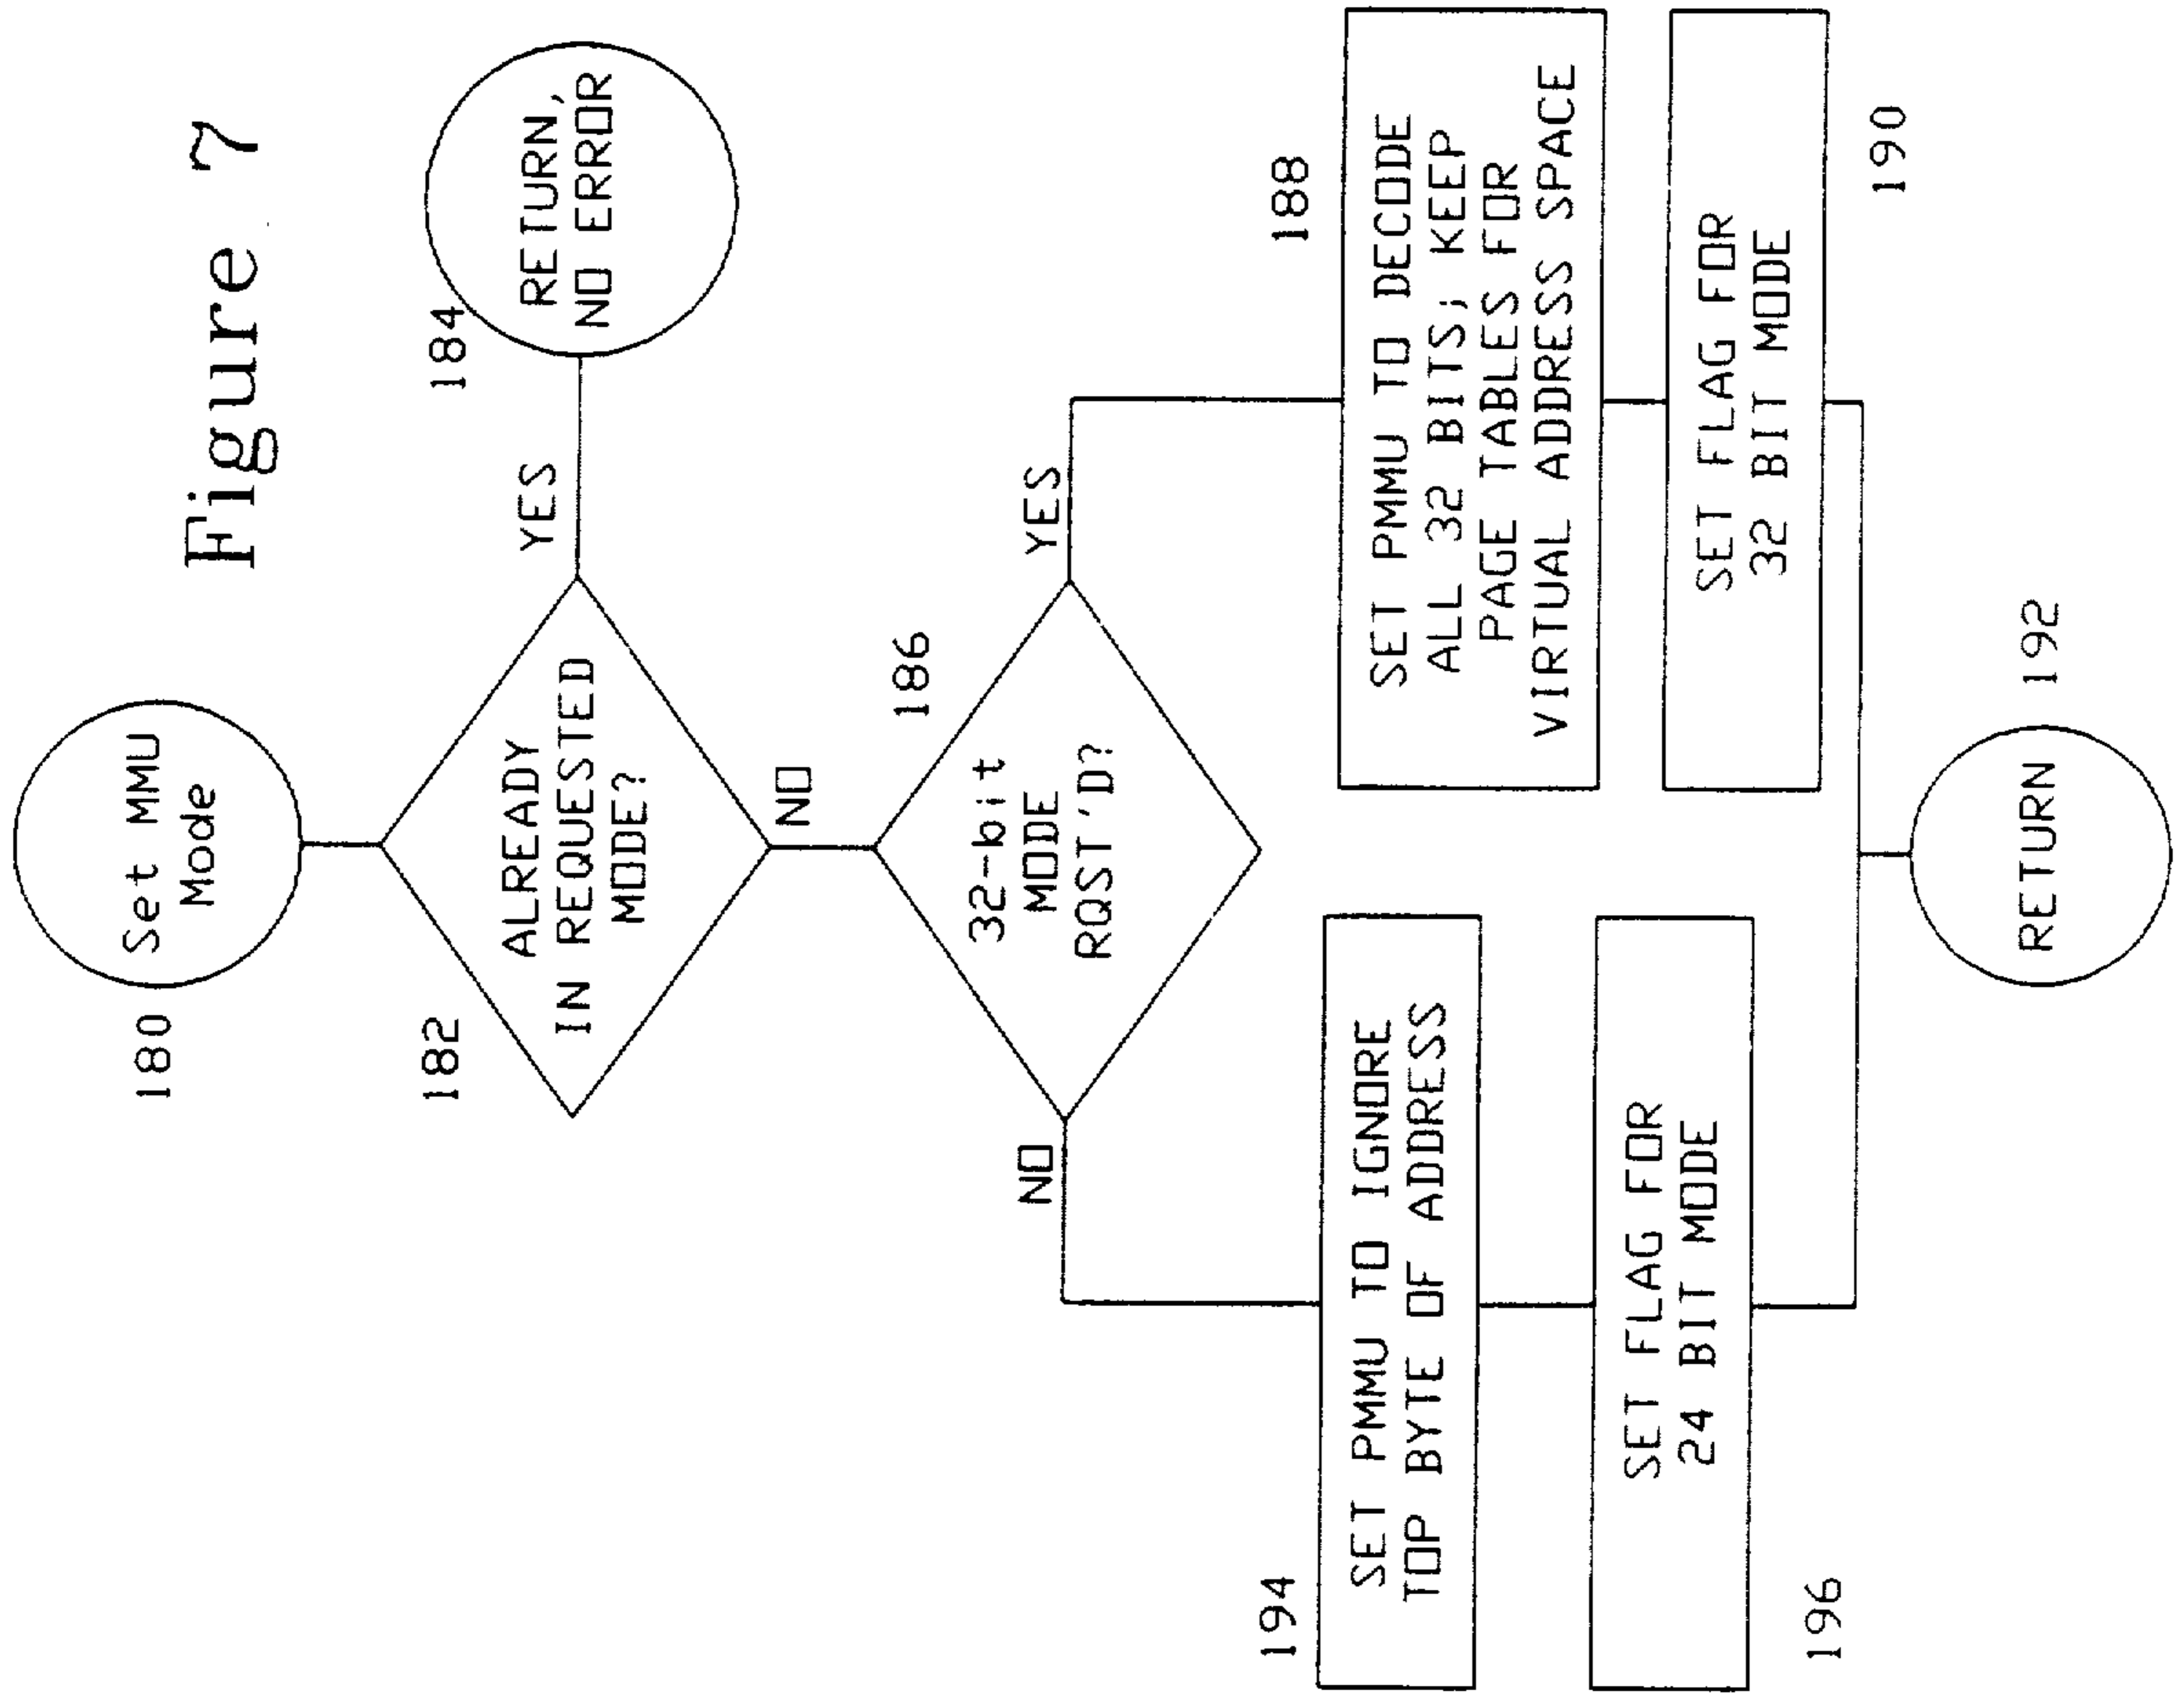 Figure 7
180
Set MMU
Mode
182
ALREADY
IN REQUESTED
MODE?
YES
184
RETURN,
NO ERROR
NO
186
32-bit
MODE
RQST'D?
NO
YES
194
SET PMMU TO IGNORE
TOP BYTE OF ADDRESS
188
SET PMMU TO DECODE
ALL 32 BITS; KEEP
PAGE TABLES FOR
VIRTUAL ADDRESS SPACE
SET FLAG FOR
24 BIT MODE
196
SET FLAG FOR
32 BIT MODE
190
RETURN
192